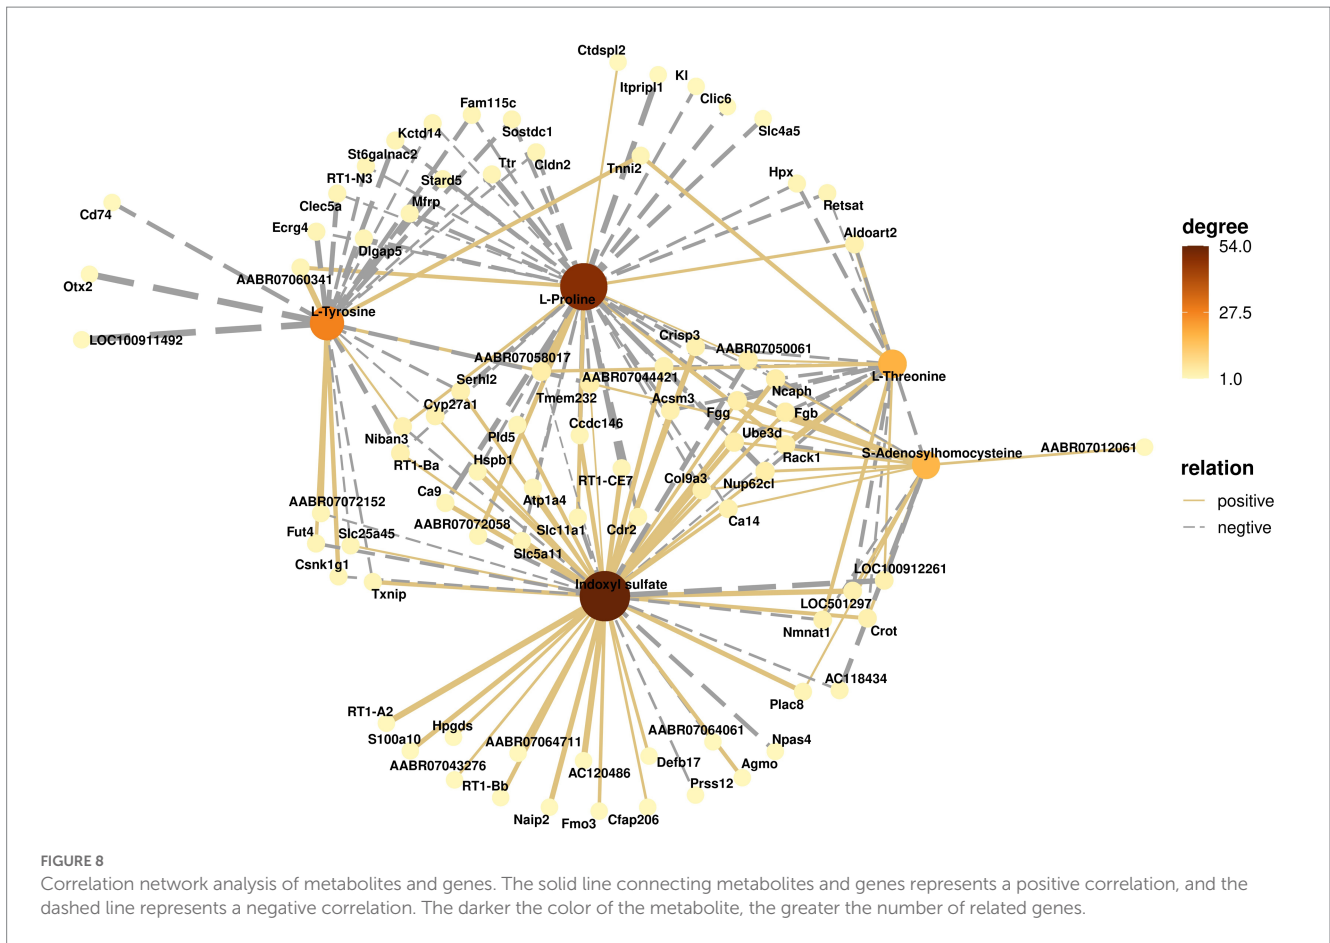 Ctdspl2
Itpripl1
Kl
Clic6
Slc4a5
Fam115c
Kctd14
Sostdc1
St6galnac2
Ttr
Cldn2
Tnni2
Hpx
RT1-N3
Stard5
Clec5a
Mfrp
Retsat
Cd74
Ecrg4
Dlgap5
Aldoart2
AABR07060341
Otx2
L-Proline
L-Tyrosine
LOC100911492
Crisp3
AABR07050061
AABR07058017
Serhl2
AABR07044421
L-Threonine
Tmem232
Acsm3
Ncaph
Cyp27a1
Fgg
Fgb
Niban3
Pld5
Ccdc146
Ube3d
RT1-Ba
Hspb1
Rack1
S-Adenosylhomocysteine
AABR07012061
RT1-CE7
Col9a3
Nup62cl
Ca9
Atp1a4
AABR07072152
AABR07072058
Slc11a1
Cdr2
Ca14
Fut4
Slc25a45
Slc5a11
Csnk1g1
Txnip
Indoxyl sulfate
LOC100912261
LOC501297
Nmnat1
Crot
AC118434
Plac8
RT1-A2
Hpgds
S100a10
AABR07064711
AABR07064061
Npas4
AABR07043276
AC120486
Defb17
Agmo
RT1-Bb
Prss12
Naip2
Fmo3
Cfap206
degree
54.0
27.5
1.0
relation
positive
negtive
FIGURE 8
Correlation network analysis of metabolites and genes. The solid line connecting metabolites and genes represents a positive correlation, and the
dashed line represents a negative correlation. The darker the color of the metabolite, the greater the number of related genes.